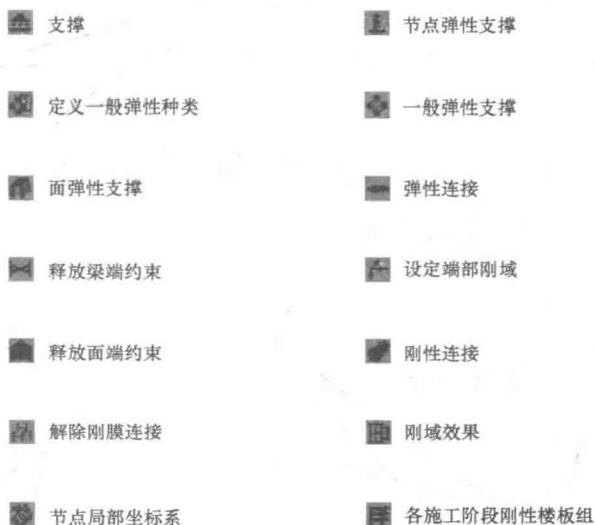 支撑
节点弹性支撑
定义一般弹性种类
一般弹性支撑
面弹性支撑
弹性连接
释放梁端约束
设定端部刚域
释放面端约束
刚性连接
解除刚膜连接
刚域效果
节点局部坐标系
各施工阶段刚性楼板组